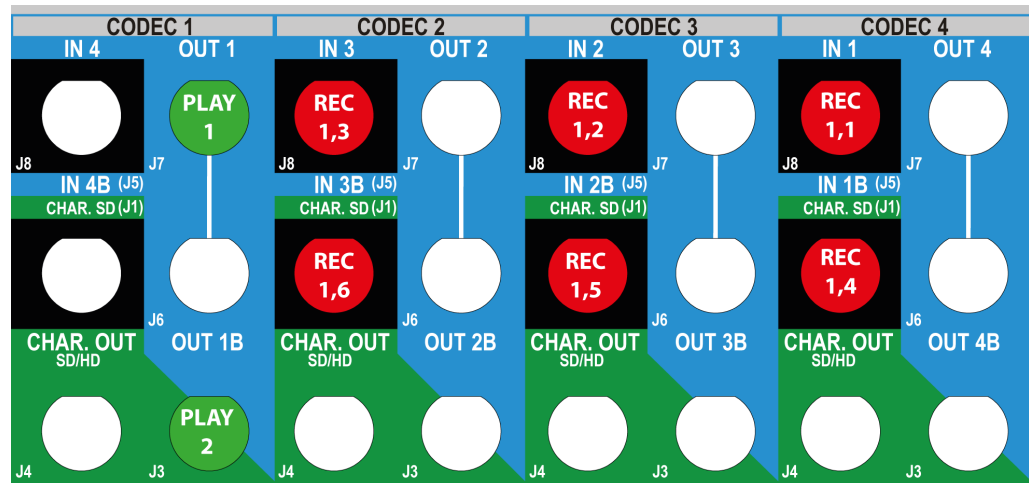 CODEC 1 CODEC 2 CODEC 3 CODEC 4
IN 4 OUT 1 IN 3 OUT 2 IN 2 OUT 3 IN 1 OUT 4
PLAY REC REC REC
1 1,3 1,2 1,1
J8 J7 J8 J7 J8 J7 J8 J7
IN 4B (J5) IN 3B (J5) IN 2B (J5) IN 1B (J5)
CHAR. SD (J1) CHAR. SD (J1) CHAR. SD (J1) CHAR. SD (J1)
REC REC REC
1,6 1,5 1,4
J6 J6 J6 J6
CHAR. OUT OUT 1B CHAR. OUT OUT 2B CHAR. OUT OUT 3B CHAR. OUT OUT 4B
SD/HD SD/HD SD/HD SD/HD
PLAY
2
J4 J3 J4 J3 J4 J3 J4 J3